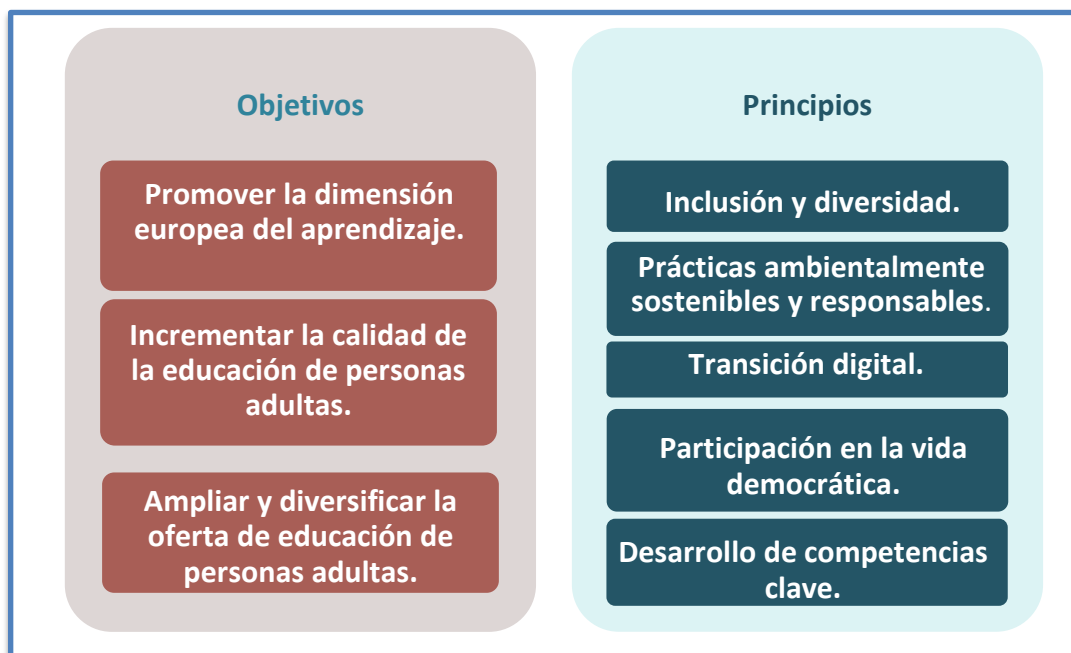 Objetivos
Promover la dimensión
europea del aprendizaje.
Incrementar la calidad de
la educación de personas
adultas.
Ampliar y diversificar la
oferta de educación de
personas adultas.
Principios
Inclusión y diversidad.
Prácticas ambientalmente
sostenibles y responsables.
Transición digital.
Participación en la vida
democrática.
Desarrollo de competencias
clave.